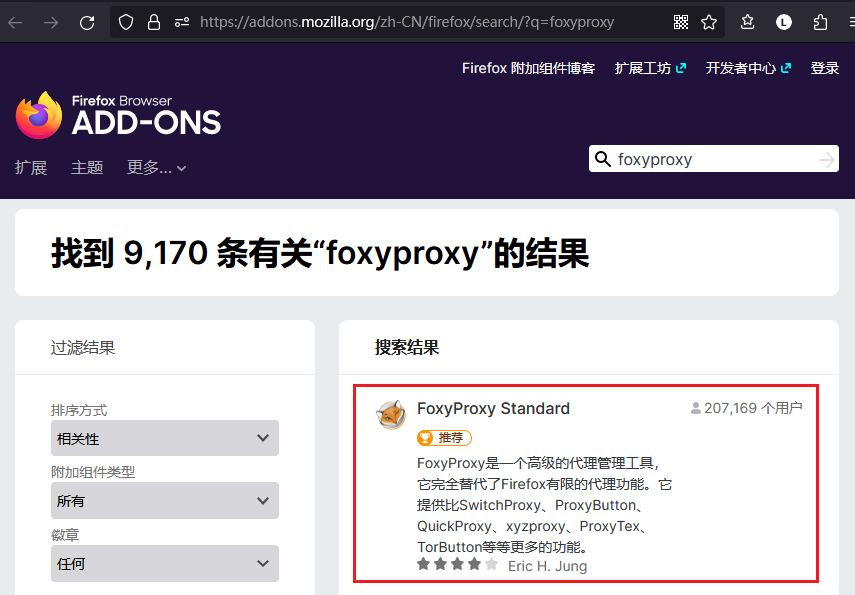 https://addons.mozilla.org/zh-CN/firefox/search/?q=foxyproxy
L
Firefox 附加组件博客 扩展工坊 开发者中心 登录
Firefox Browser
ADD-ONS
扩展 主题 更多...
foxyproxy
找到 9,170 条有关“foxyproxy”的结果
过滤结果
排序方式
相关性
附加组件类型
所有
徽章
任何
搜索结果
FoxyProxy Standard 207,169 个用户
推荐
FoxyProxy是一个高级的代理管理工具，
它完全替代了Firefox有限的代理功能。它
提供比SwitchProxy、ProxyButton、
QuickProxy、xyzproxy、ProxyTex、
TorButton等等更多的功能。
Eric H. Jung